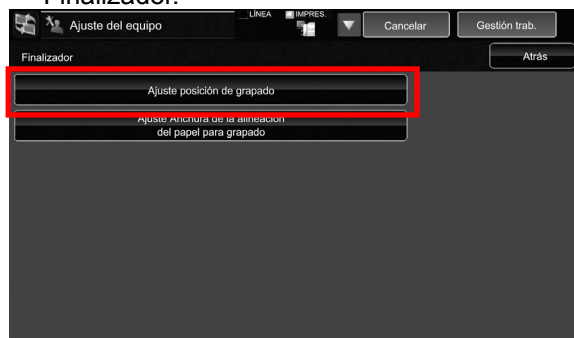 Finalizador.
Ajuste del equipo
LÍNEA
IMPRES.
Cancelar
Gestión trab.
Finalizador
Atrás
Ajuste posición de grapado
Ajuste Anchura de la alineación
del papel para grapado